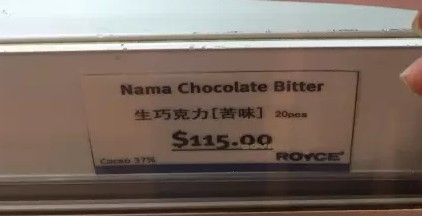 Nama Chocolate Bitter
生巧克力[苦味] 20pcs
$115.00
Cacao 37% ROYCE'